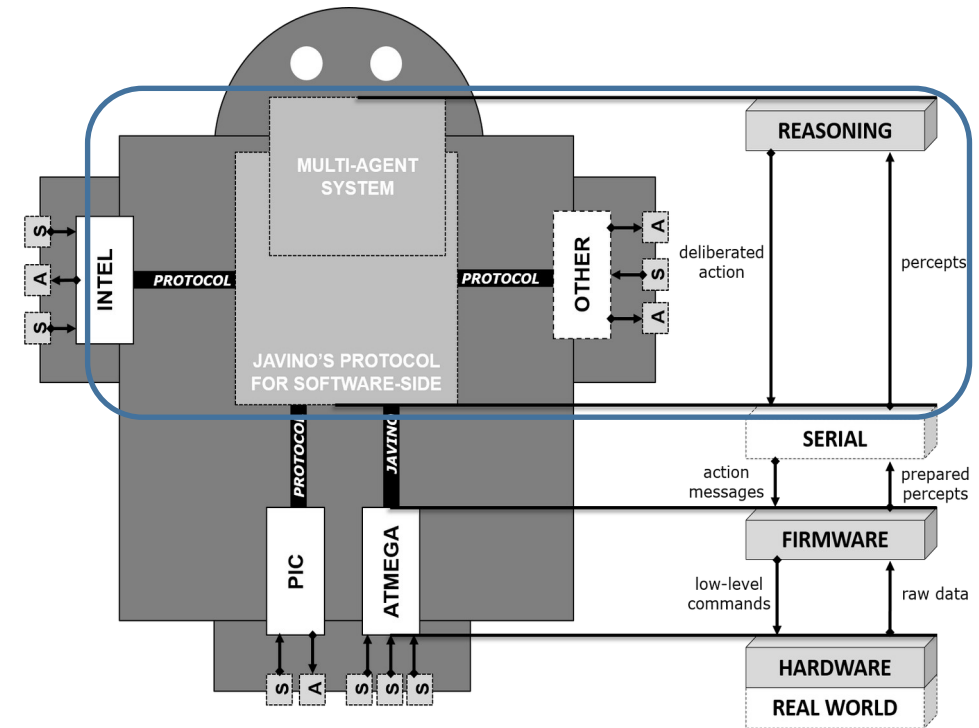 REASONING
MULTI-AGENT
SYSTEM
S
A
S
INTEL
PROTOCOL
PROTOCOL
OTHER
A
S
A
deliberated
action
percepts
JAVINO'S PROTOCOL
FOR SOFTWARE-SIDE
SERIAL
PROTOCOL
JAVINO
action
messages
prepared
percepts
PIC
ATMEGA
FIRMWARE
low-level
commands
raw data
HARDWARE
REAL WORLD
S
A
S
S
S